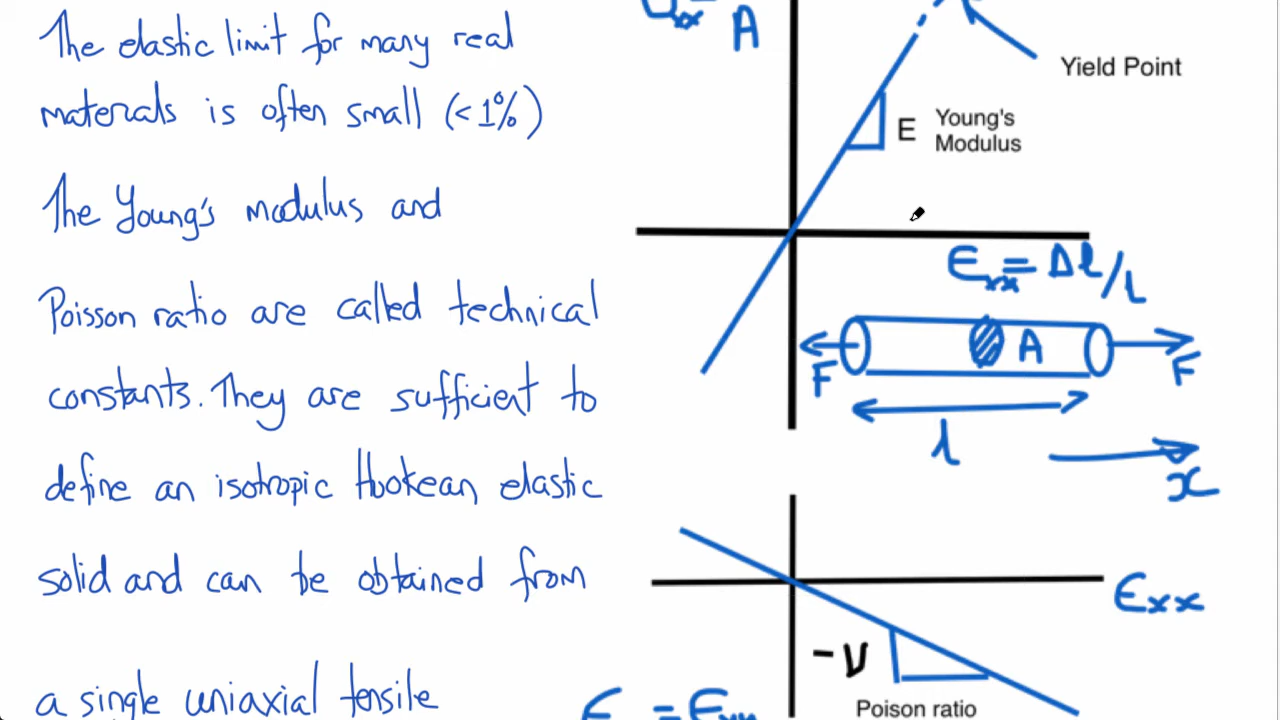 The elastic limit for many real
materials is often small (<1%)
The Young's modulus and
Poisson ratio are called technical
constants. They are sufficient to
define an isotropic Hookean elastic
solid and can be obtained from
a single uniaxial tensile
A
Yield Point
E Young's
Modulus
ϵxx = Δl/l
A
F
F
l
x
ϵxx
-ν
Poison ratio